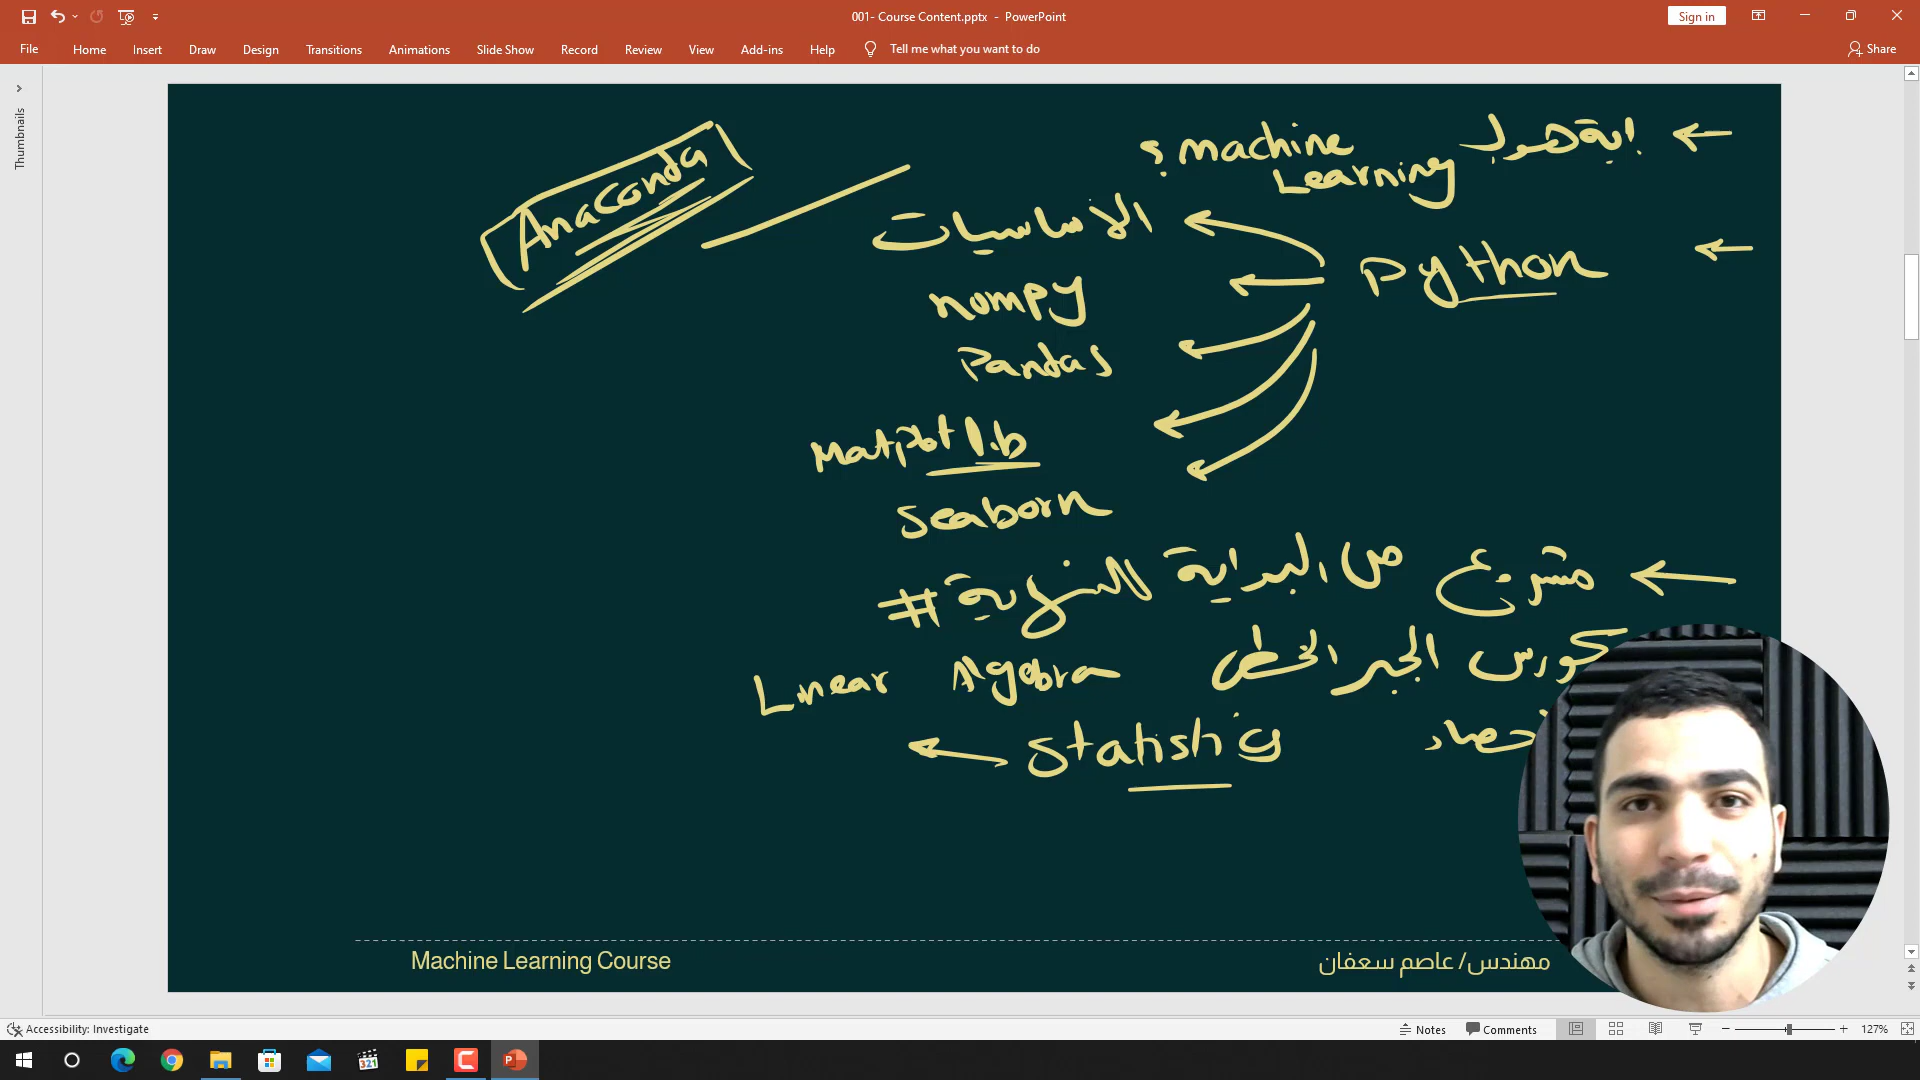 001- Course Content.pptx - PowerPoint
Sign in
File Home Insert Draw Design Transitions Animations Slide Show Record Review View Add-ins Help Tell me what you want to do Share
Thumbnails
machine Learning ؟
Python
الاساسيات
numpy
Pandas
Matplotlib
Seaborn
Anaconda
مشروع من البداية للنهاية #
كورس الجبر الخطى Linear Algebra
statistics
Machine Learning Course
مهندس/ عاصم سعفان
Accessibility: Investigate
Notes Comments 127%
321